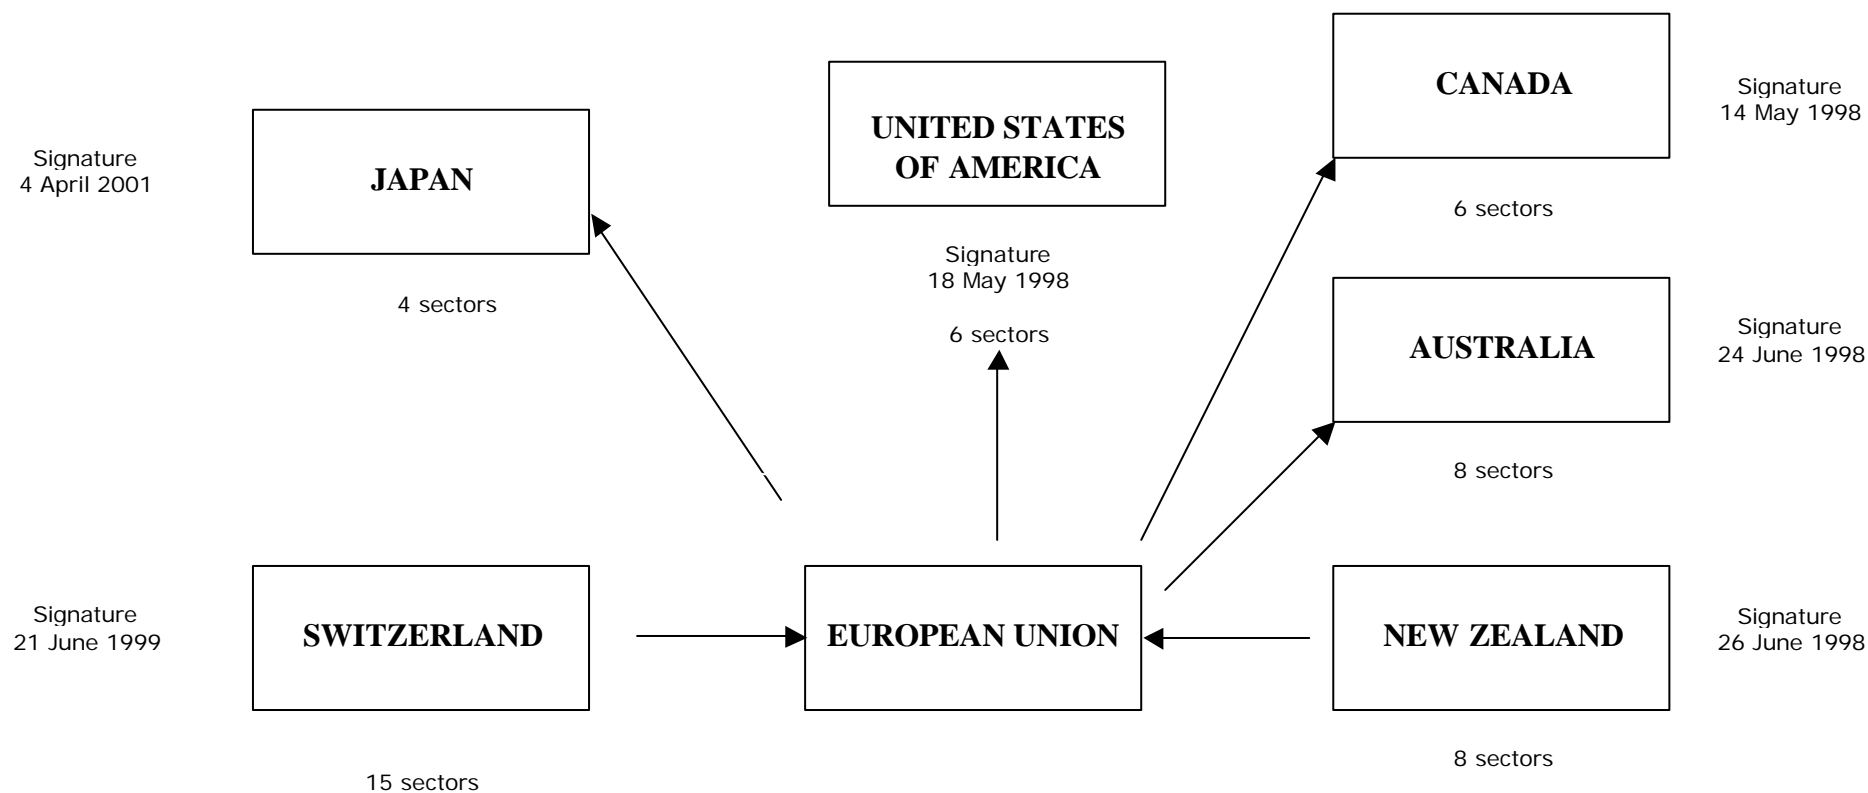 CANADA
Signature
14 May 1998
6 sectors
UNITED STATES
OF AMERICA
Signature
18 May 1998
6 sectors
Signature
4 April 2001
JAPAN
4 sectors
AUSTRALIA
Signature
24 June 1998
8 sectors
Signature
21 June 1999
SWITZERLAND
15 sectors
EUROPEAN UNION
NEW ZEALAND
Signature
26 June 1998
8 sectors